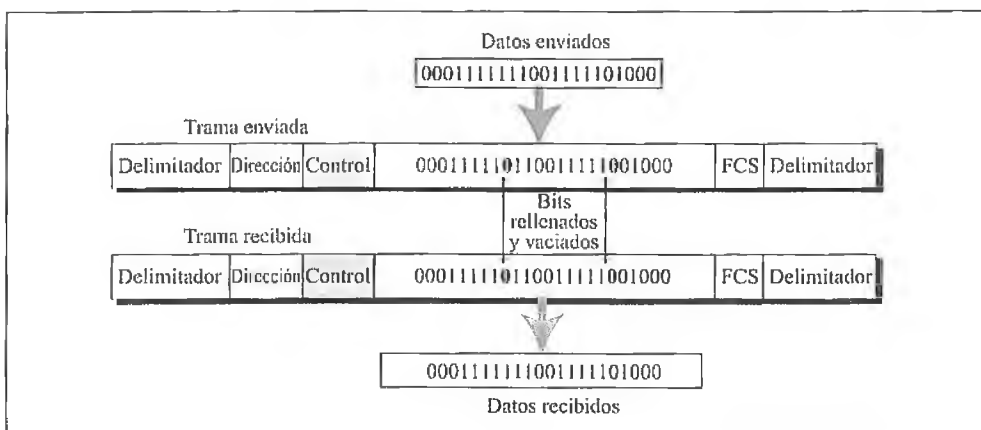 Datos enviados
0001111111001111101000
Trama enviada
Delimitador Dirección Control 000111110110011111001000 FCS Delimitador
Bits
rellenados
y vaciados
Trama recibida
Delimitador Dirección Control 000111110110011111001000 FCS Delimitador
0001111111001111101000
Datos recibidos